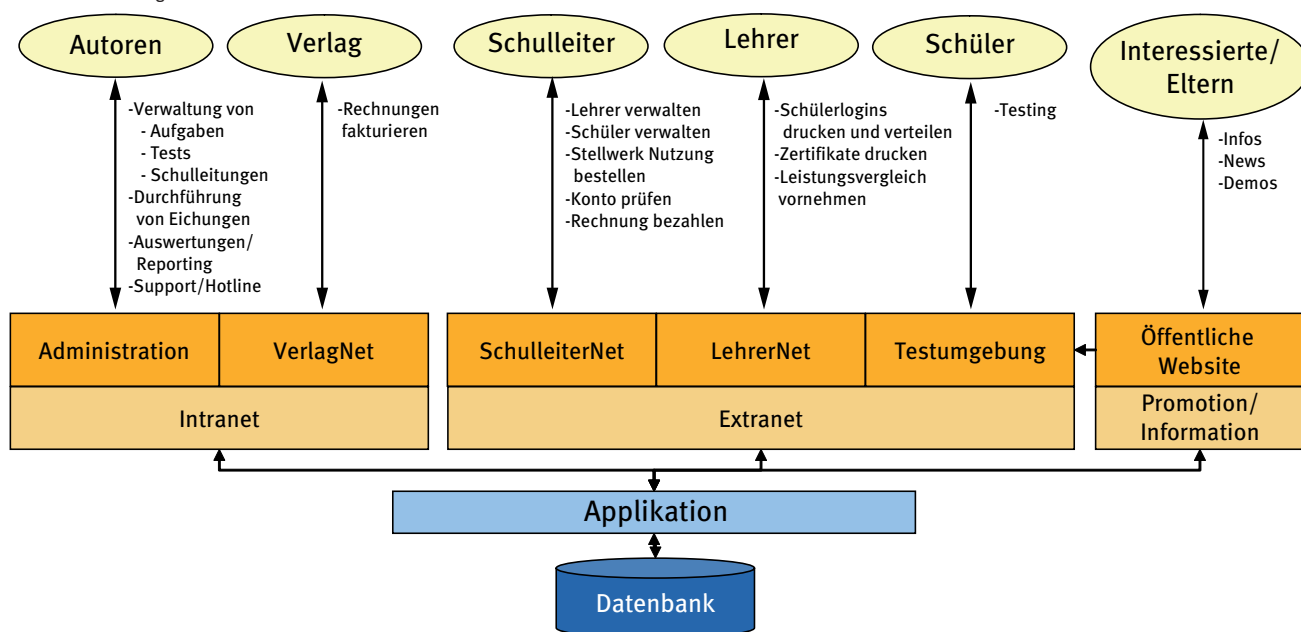 Autoren
Verlag
Schulleiter
Lehrer
Schüler
Interessierte/
Eltern
-Verwaltung von
- Aufgaben
- Tests
- Schulleitungen
-Durchführung
von Eichungen
-Auswertungen/
Reporting
-Support/Hotline
-Rechnungen
fakturieren
-Lehrer verwalten
-Schüler verwalten
-Stellwerk Nutzung
bestellen
-Konto prüfen
-Rechnung bezahlen
-Schülerlogins
drucken und verteilen
-Zertifikate drucken
-Leistungsvergleich
vornehmen
-Testing
-Infos
-News
-Demos
Administration
VerlagNet
SchulleiterNet
LehrerNet
Testumgebung
Öffentliche
Website
Intranet
Extranet
Promotion/
Information
Applikation
Datenbank